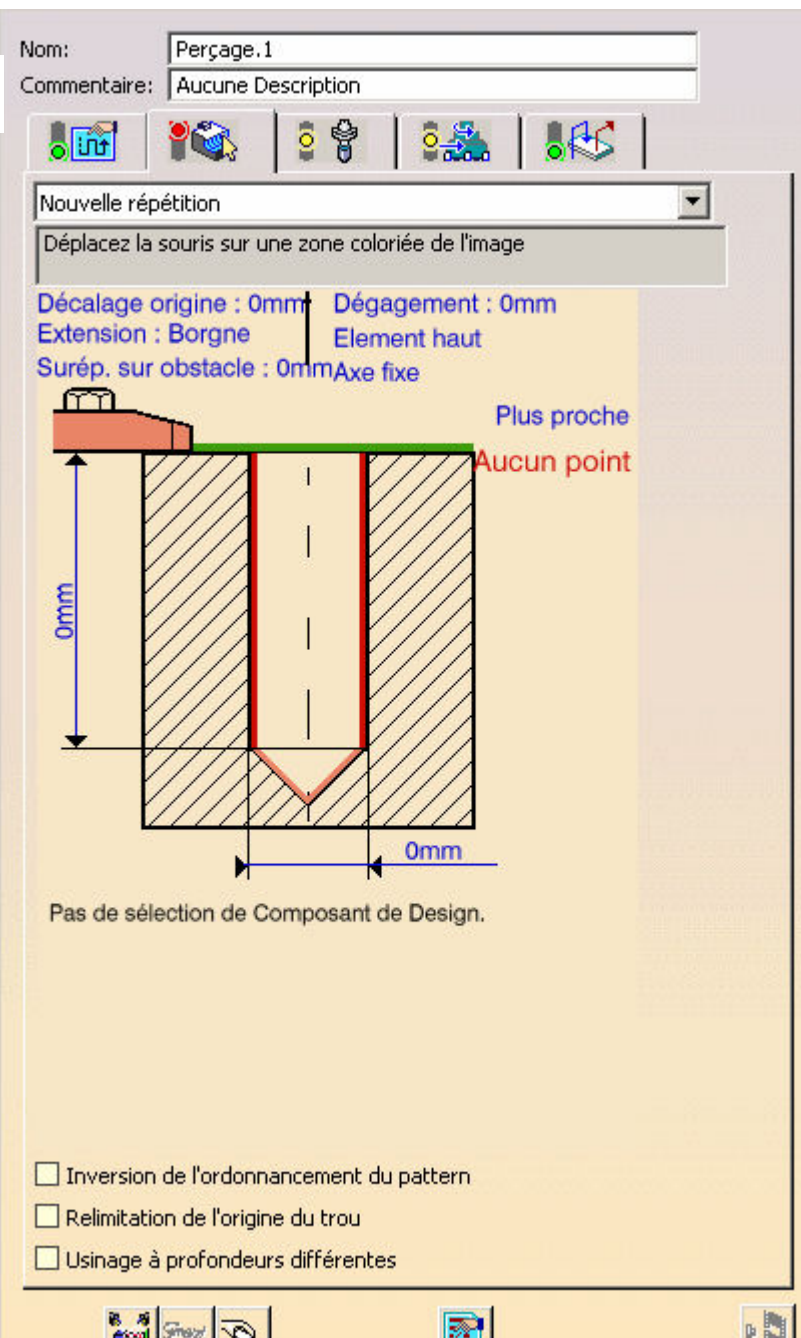 Nom: Perçage.1
Commentaire: Aucune Description
Nouvelle répétition
Déplacez la souris sur une zone coloriée de l'image
Décalage origine : 0mm Dégagement : 0mm
Extension : Borgne Element haut
Surép. sur obstacle : 0mm Axe fixe
Plus proche
Aucun point
0mm
0mm
Pas de sélection de Composant de Design.
Inversion de l'ordonnancement du pattern
Relimitation de l'origine du trou
Usinage à profondeurs différentes